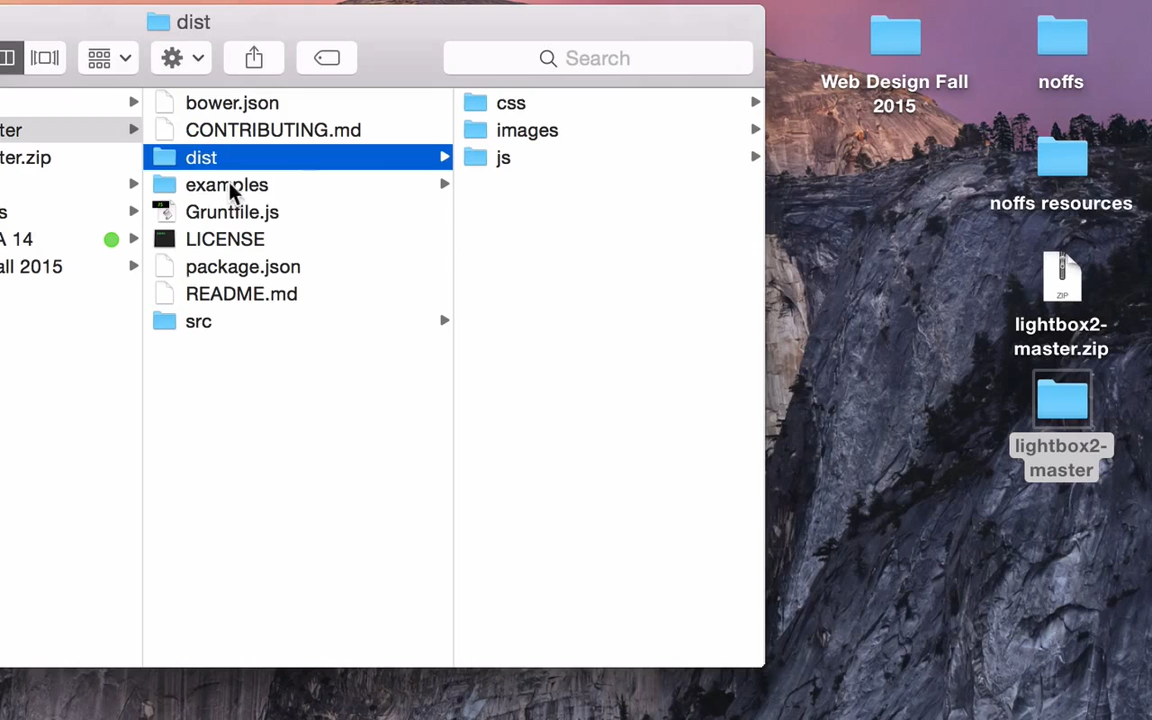 dist
Search
ter
ter.zip
s
A 14
all 2015
bower.json
CONTRIBUTING.md
dist
examples
Gruntfile.js
LICENSE
package.json
README.md
src
css
images
js
Web Design Fall
2015
noffs
noffs resources
ZIP
lightbox2-
master.zip
lightbox2-
master